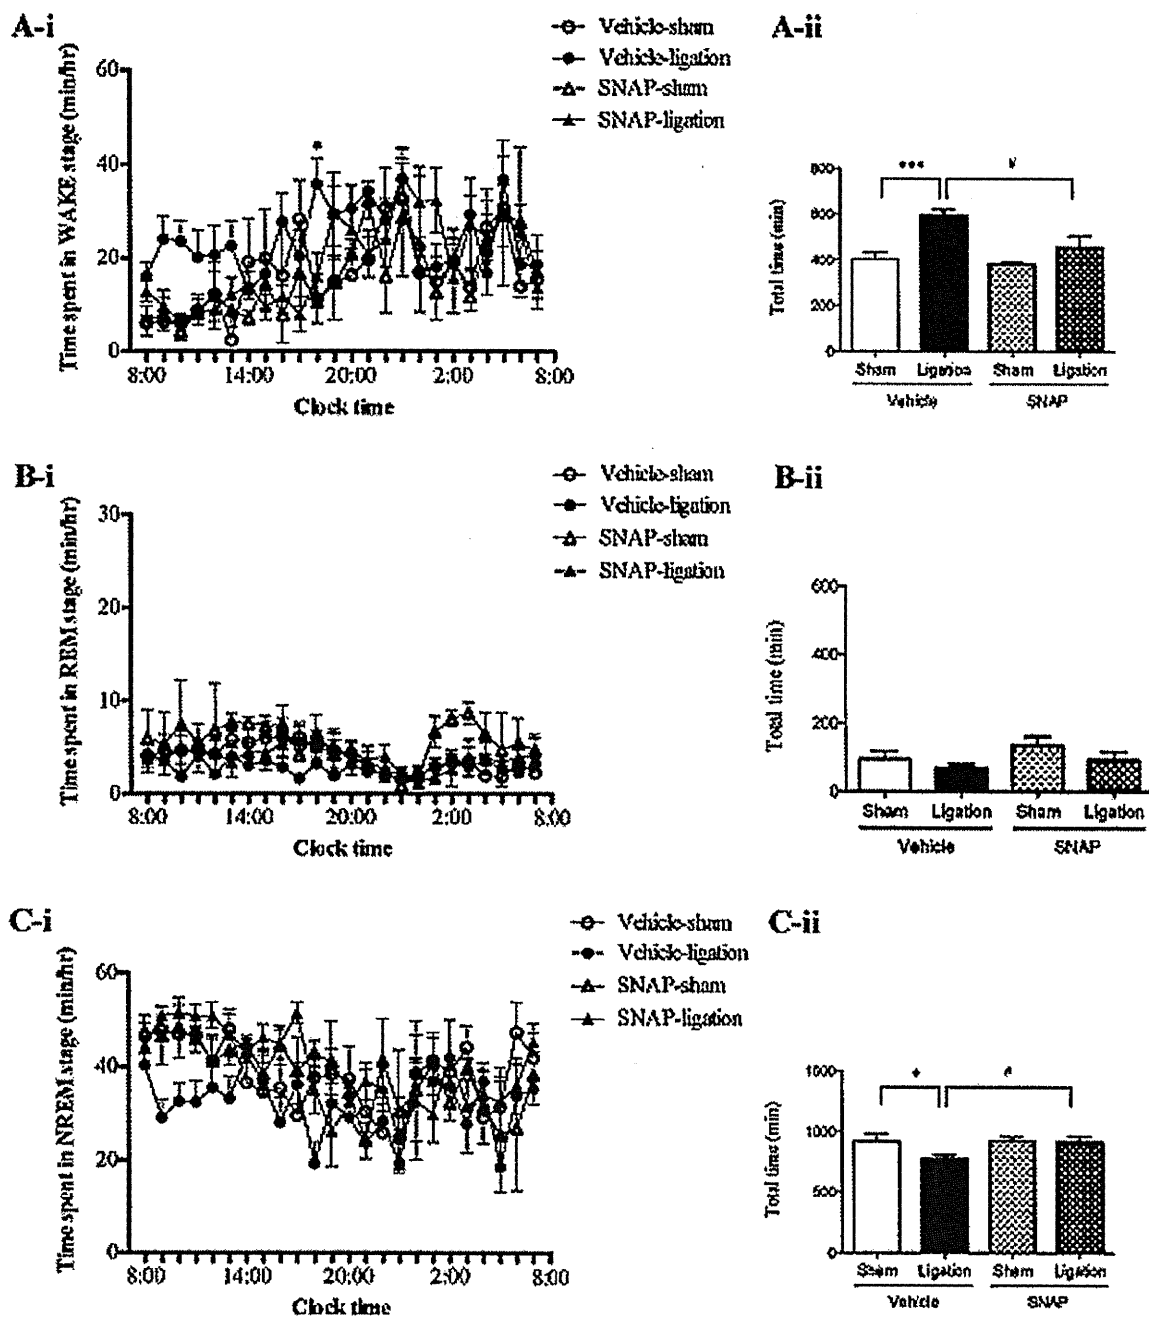 A-i
Vehicle-sham
Vehicle-ligation
SNAP-sham
SNAP-ligation
Time spent in WAKE stage (min/hr)
60
40
20
0
*
8:00 14:00 20:00 2:00 8:00
Clock time
A-ii
Total time (min)
800
600
400
200
0
***
#
Sham Ligation Sham Ligation
Vehicle SNAP
B-i
Vehicle-sham
Vehicle-ligation
SNAP-sham
SNAP-ligation
Time spent in REM stage (min/hr)
30
20
10
0
8:00 14:00 20:00 2:00 8:00
Clock time
B-ii
Total time (min)
600
400
200
0
Sham Ligation Sham Ligation
Vehicle SNAP
C-i
Vehicle-sham
Vehicle-ligation
SNAP-sham
SNAP-ligation
Time spent in NREM stage (min/hr)
60
40
20
0
8:00 14:00 20:00 2:00 8:00
Clock time
C-ii
Total time (min)
1500
1000
500
0
*
#
Sham Ligation Sham Ligation
Vehicle SNAP